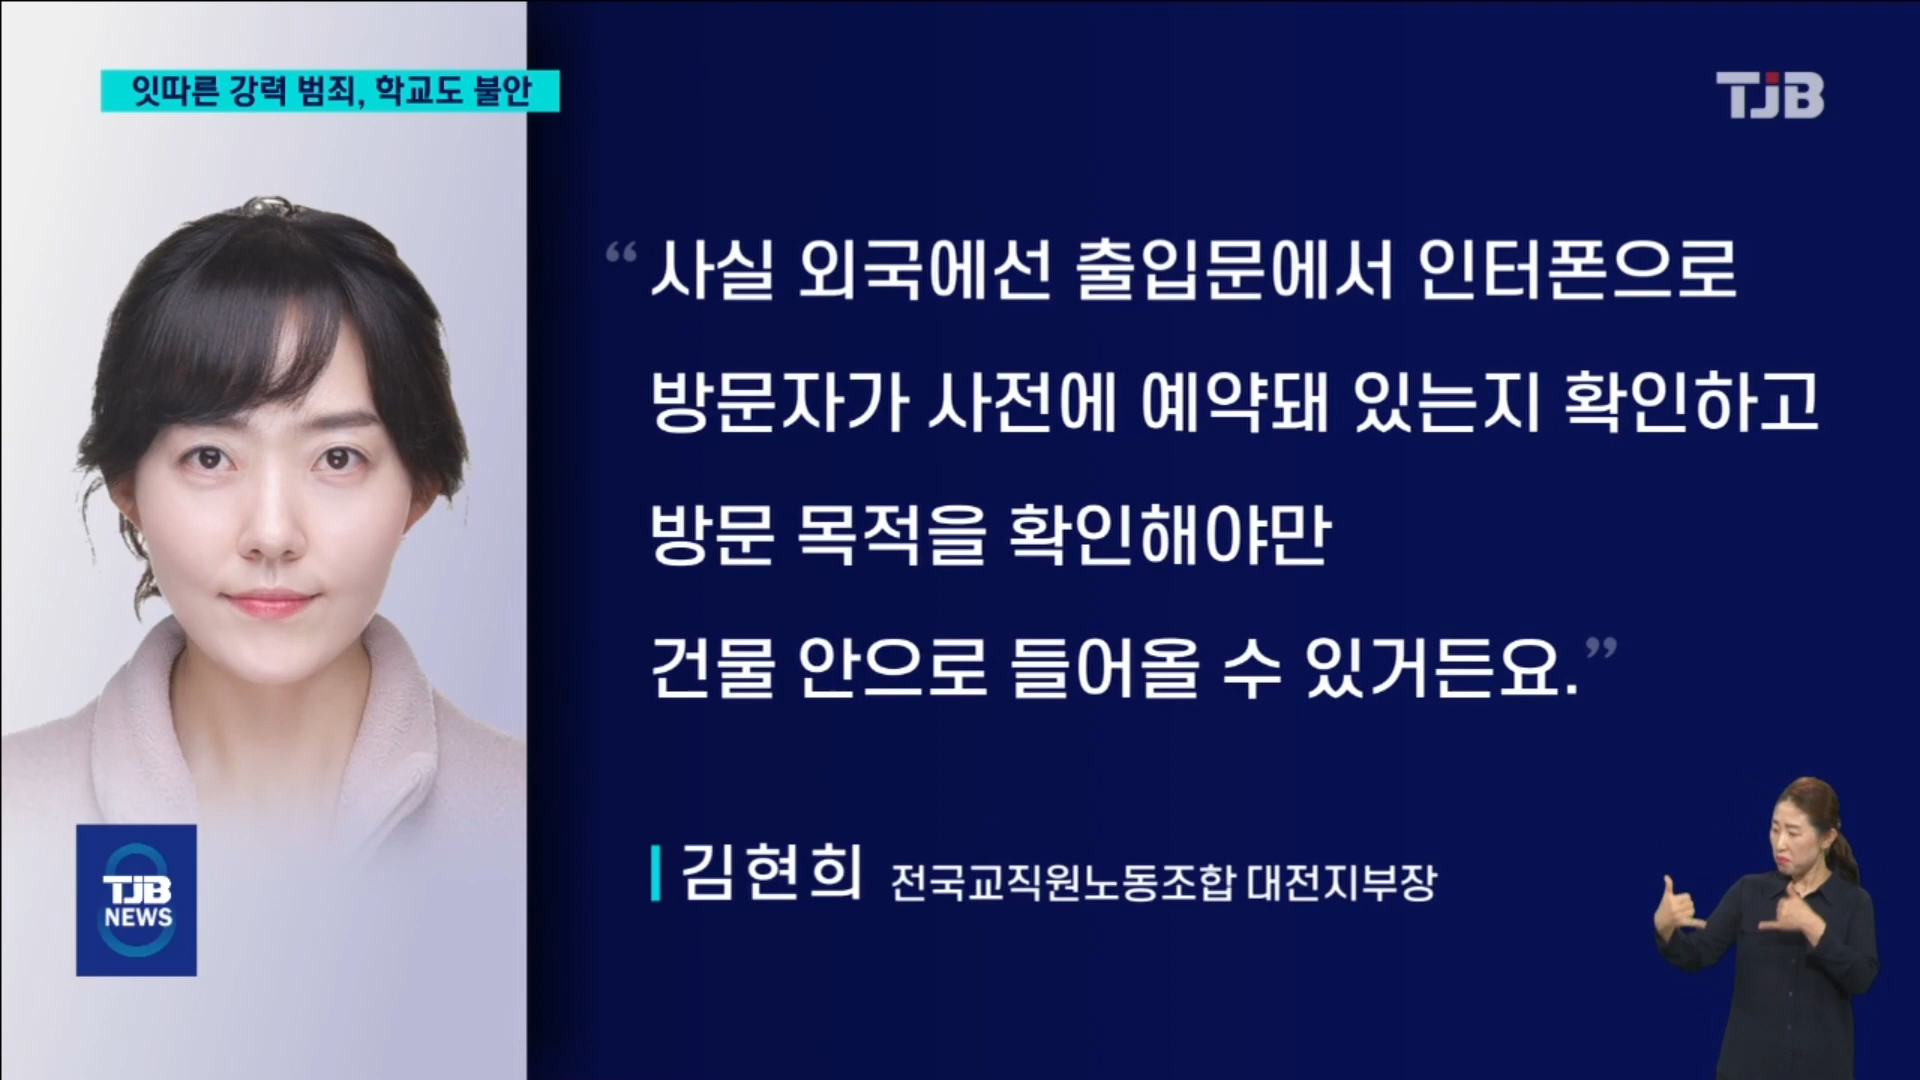 잇따른 강력 범죄, 학교도 불안
TJB
“사실 외국에선 출입문에서 인터폰으로
방문자가 사전에 예약돼 있는지 확인하고
방문 목적을 확인해야만
건물 안으로 들어올 수 있거든요.”
김현희 전국교직원노동조합 대전지부장
TJB
NEWS